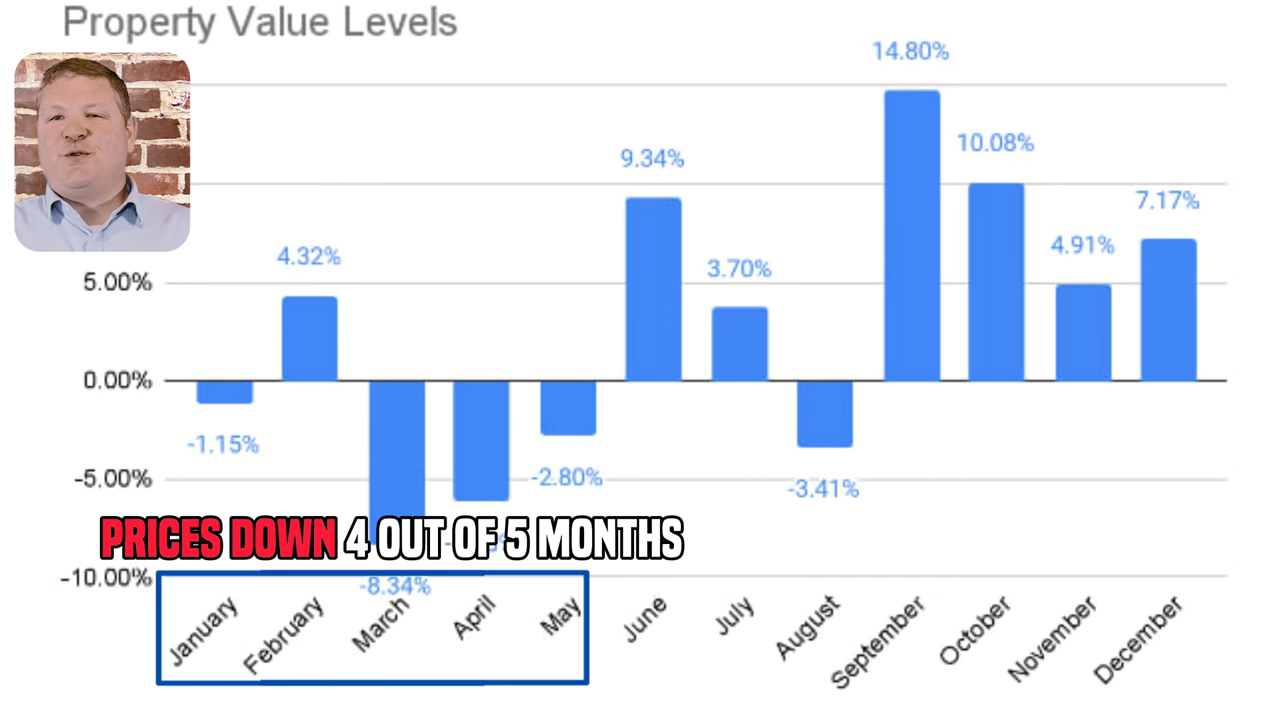 Property Value Levels
14.80%
10.08%
9.34%
7.17%
4.32%
3.70%
4.91%
5.00%
0.00%
-1.15%
-2.80%
-3.41%
-5.00%
PRICES DOWN 4 OUT OF 5 MONTHS
-10.00%
-8.34%
January
February
March
April
May
June
July
August
September
October
November
December